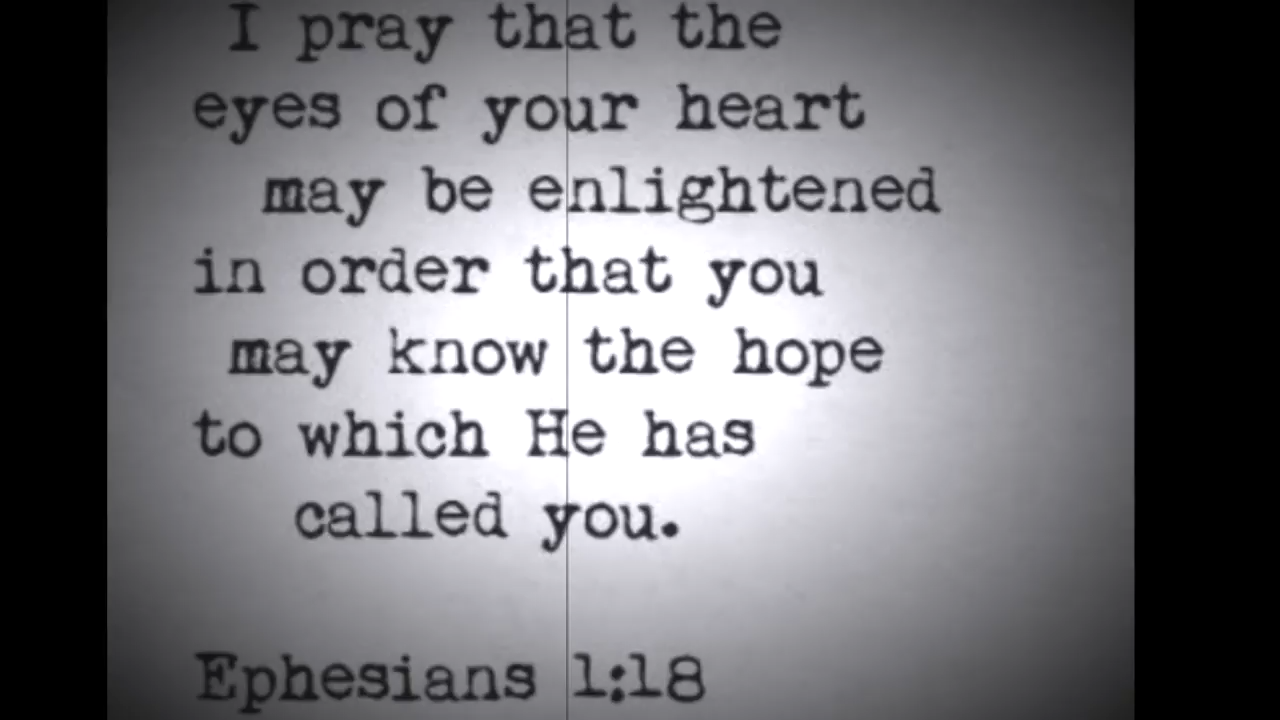 I pray that the
eyes of your heart
may be enlightened
in order that you
may know the hope
to which He has
called you.
Ephesians 1:18